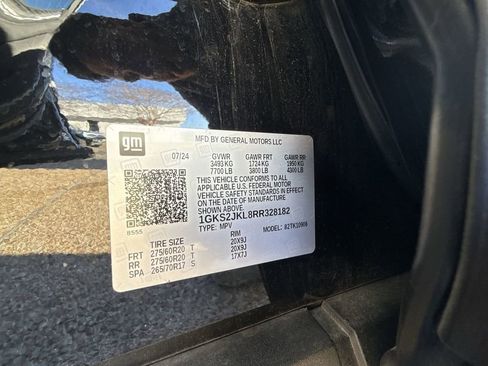 gm
MFD BY GENERAL MOTORS LLC
07/24 GVWR GAWR FRT GAWR RR
3493 KG 1724 KG 1950 KG
7700 LB 3800 LB 4300 LB
THIS VEHICLE CONFORMS TO ALL
APPLICABLE U.S. FEDERAL MOTOR
VEHICLE SAFETY STANDARDS IN EFFECT
ON THE DATE OF MANUFACTURE
SHOWN ABOVE.
1GKS2JKL8RR328182
TYPE: MPV MODEL: 82TK10906
8555
TIRE SIZE RIM
FRT 275/60R20 T 20X9J
RR 275/60R20 T 20X9J
SPA 265/70R17 S 17X7J